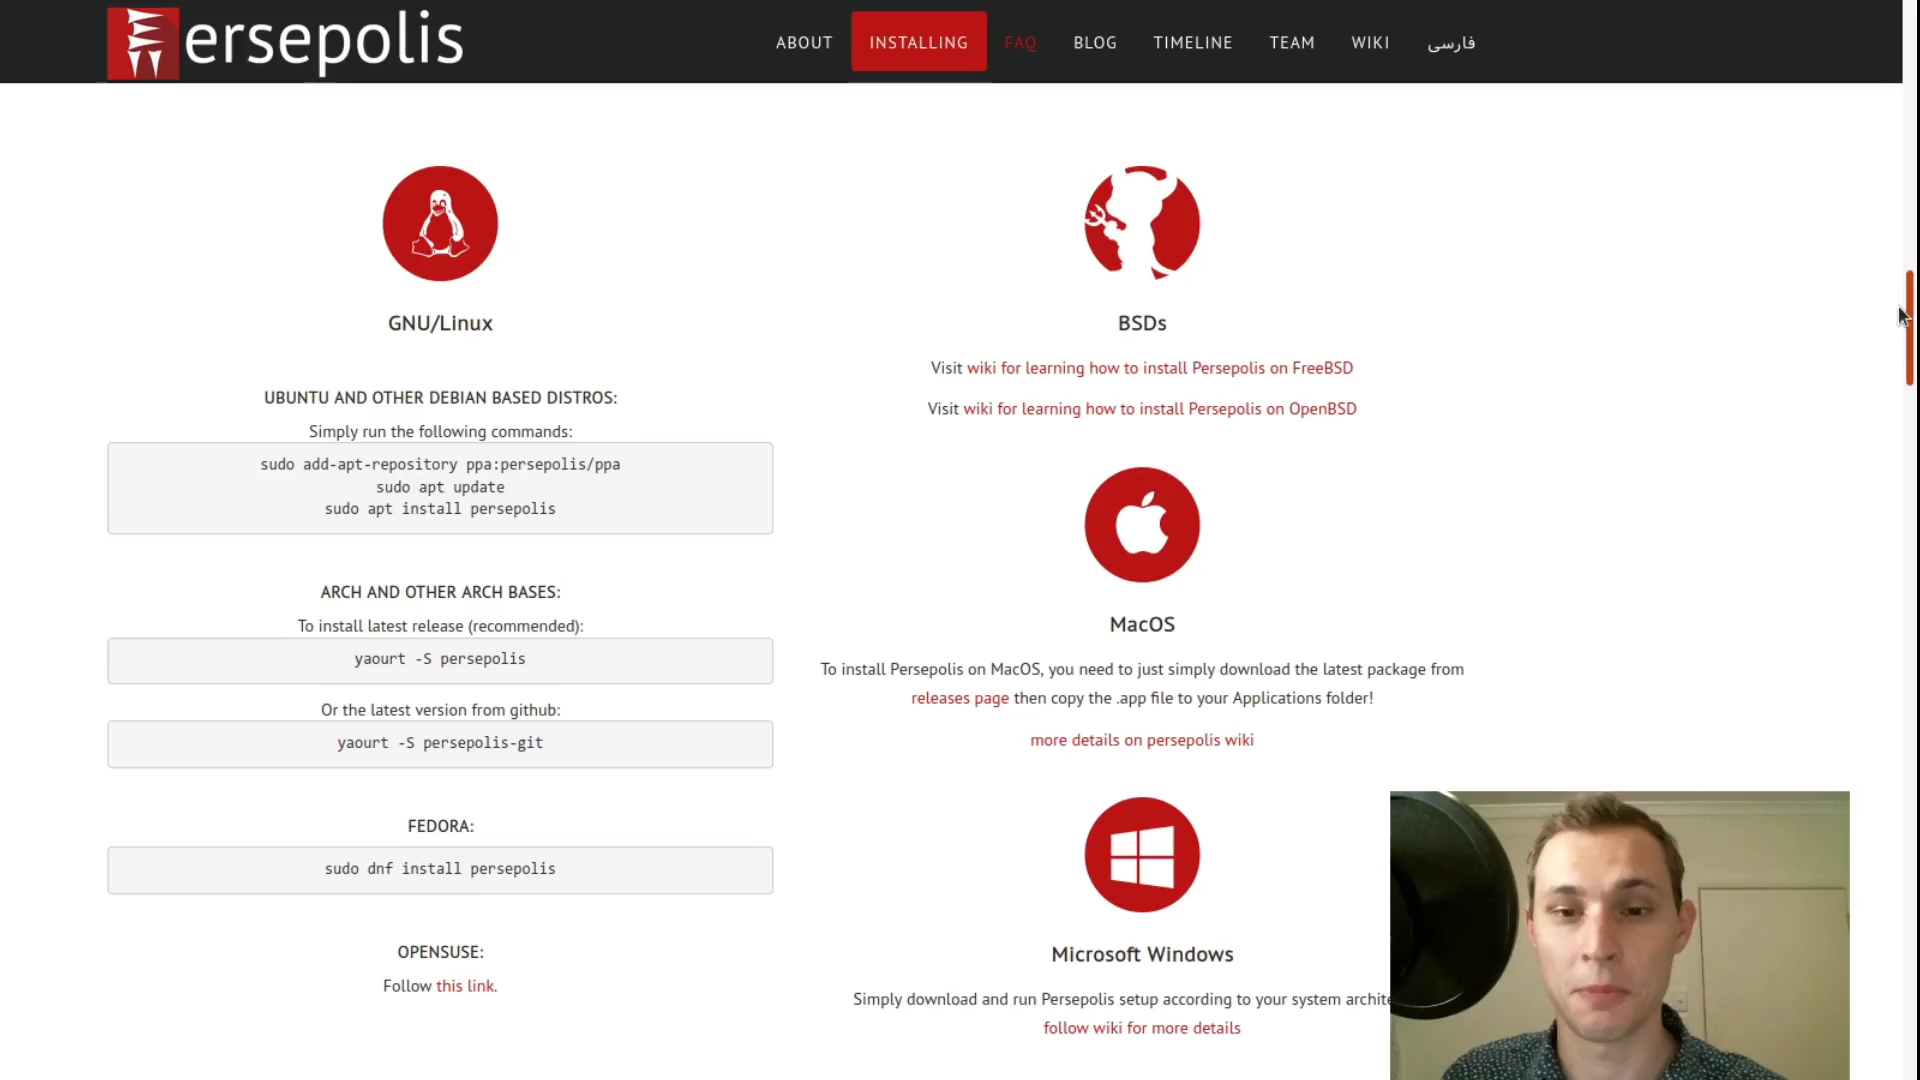 ersepolis
ABOUT
INSTALLING
FAQ
BLOG
TIMELINE
TEAM
WIKI
فارسی
GNU/Linux
UBUNTU AND OTHER DEBIAN BASED DISTROS:
Simply run the following commands:
sudo add-apt-repository ppa:persepolis/ppa
sudo apt update
sudo apt install persepolis
ARCH AND OTHER ARCH BASES:
To install latest release (recommended):
yaourt -S persepolis
Or the latest version from github:
yaourt -S persepolis-git
FEDORA:
sudo dnf install persepolis
OPENSUSE:
Follow this link.
BSDs
Visit wiki for learning how to install Persepolis on FreeBSD
Visit wiki for learning how to install Persepolis on OpenBSD
MacOS
To install Persepolis on MacOS, you need to just simply download the latest package from
releases page then copy the .app file to your Applications folder!
more details on persepolis wiki
Microsoft Windows
Simply download and run Persepolis setup according to your system archite
follow wiki for more details